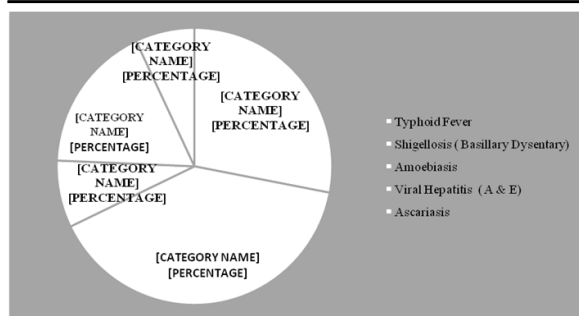 [CATEGORY
NAME]
[PERCENTAGE]
[CATEGORY
NAME]
[PERCENTAGE]
[CATEGORY
NAME]
[PERCENTAGE]
[CATEGORY
NAME]
[PERCENTAGE]
[CATEGORY NAME]
[PERCENTAGE]
Typhoid Fever
Shigellosis ( Basillary Dysentary)
Amoebiasis
Viral Hepatitis ( A & E)
Ascariasis